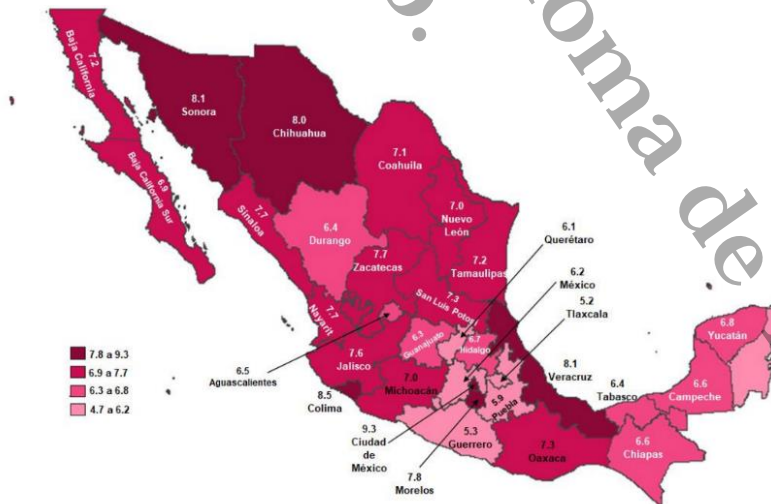 noma de
o.
7.2
Baja California
8.1
Sonora
8.0
Chihuahua
7.1
Coahuila
6.9
Baja California Sur
7.7
Sinaloa
6.4
Durango
7.0
Nuevo
León
6.1
Querétaro
7.7
Zacatecas
7.2
Tamaulipas
6.2
México
7.3
San Luis Potosí
5.2
Tlaxcala
7.7
Nayarit
6.3
Guanajuato
6.7
Hidalgo
6.8
Yucatán
6.5
Aguascalientes
7.6
Jalisco
7.8 a 9.3
6.9 a 7.7
6.3 a 6.8
4.7 a 6.2
7.0
Michoacán
8.1
Veracruz
6.4
Tabasco
6.6
Campeche
8.5
Colima
5.9
Puebla
9.3
Ciudad
de
México
5.3
Guerrero
7.3
Oaxaca
6.6
Chiapas
7.8
Morelos